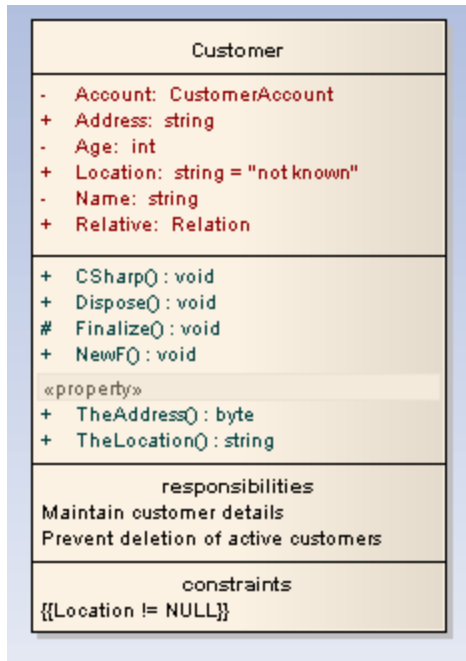 Customer
- Account: CustomerAccount
+ Address: string
- Age: int
+ Location: string = "not known"
- Name: string
+ Relative: Relation
+ CSharp() : void
+ Dispose() : void
# Finalize() : void
+ NewF() : void
«property»
+ TheAddress() : byte
+ TheLocation() : string
responsibilities
Maintain customer details
Prevent deletion of active customers
constraints
{{Location != NULL}}